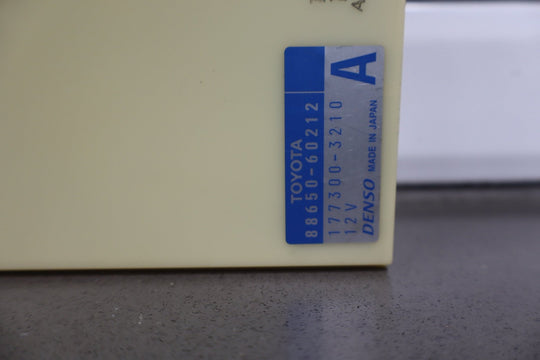 TOYOTA
88650-60212
177300-3210
12V
DENSO MADE IN JAPAN
A